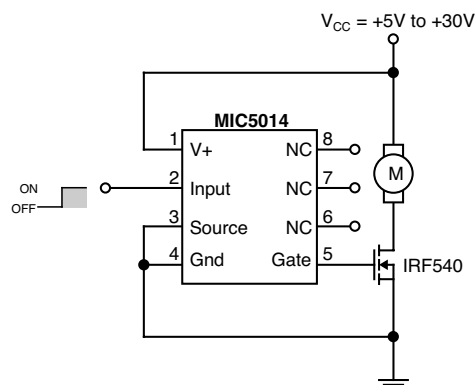 V_CC = +5V to +30V
MIC5014
1 V+ NC 8
ON
OFF
2 Input NC 7
3 Source NC 6
4 Gnd Gate 5
M
IRF540